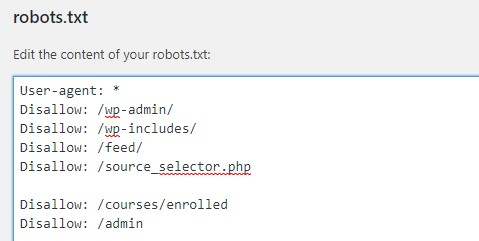 robots.txt
Edit the content of your robots.txt:
User-agent: *
Disallow: /wp-admin/
Disallow: /wp-includes/
Disallow: /feed/
Disallow: /source_selector.php
Disallow: /courses/enrolled
Disallow: /admin